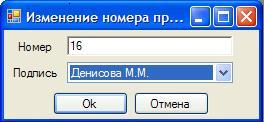 Изменение номера пр...
Номер 16
Подпись Денисова М.М.
Ok Отмена